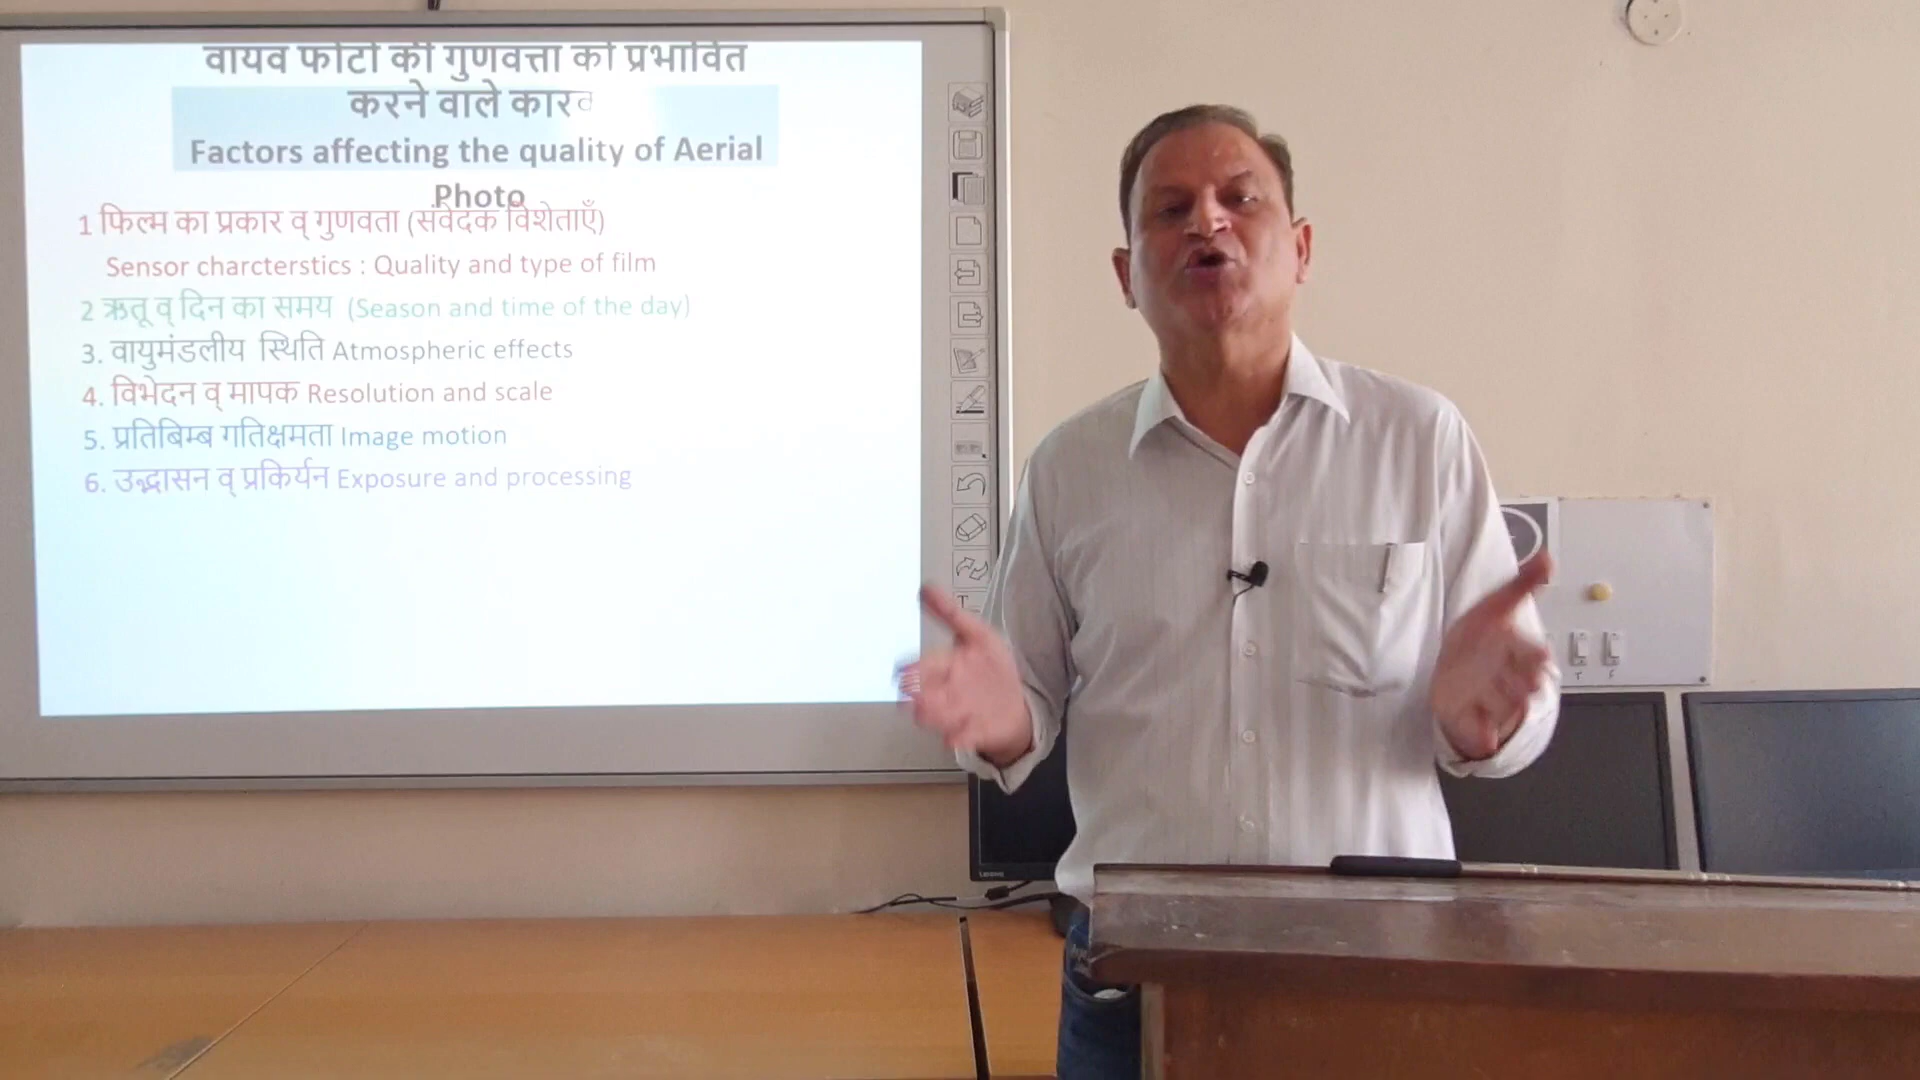 वायव फोटो की गुणवत्ता को प्रभावित
करने वाले कारक
Factors affecting the quality of Aerial
Photo
1 फिल्म का प्रकार व् गुणवता (संवेदक विशेताएँ)
Sensor charcterstics : Quality and type of film
2 ऋतू व् दिन का समय (Season and time of the day)
3. वायुमंडलीय स्थिति Atmospheric effects
4. विभेदन व् मापक Resolution and scale
5. प्रतिबिम्ब गतिक्षमता Image motion
6. उद्भासन व् प्रकिर्यन Exposure and processing
T
Lenovo
T F